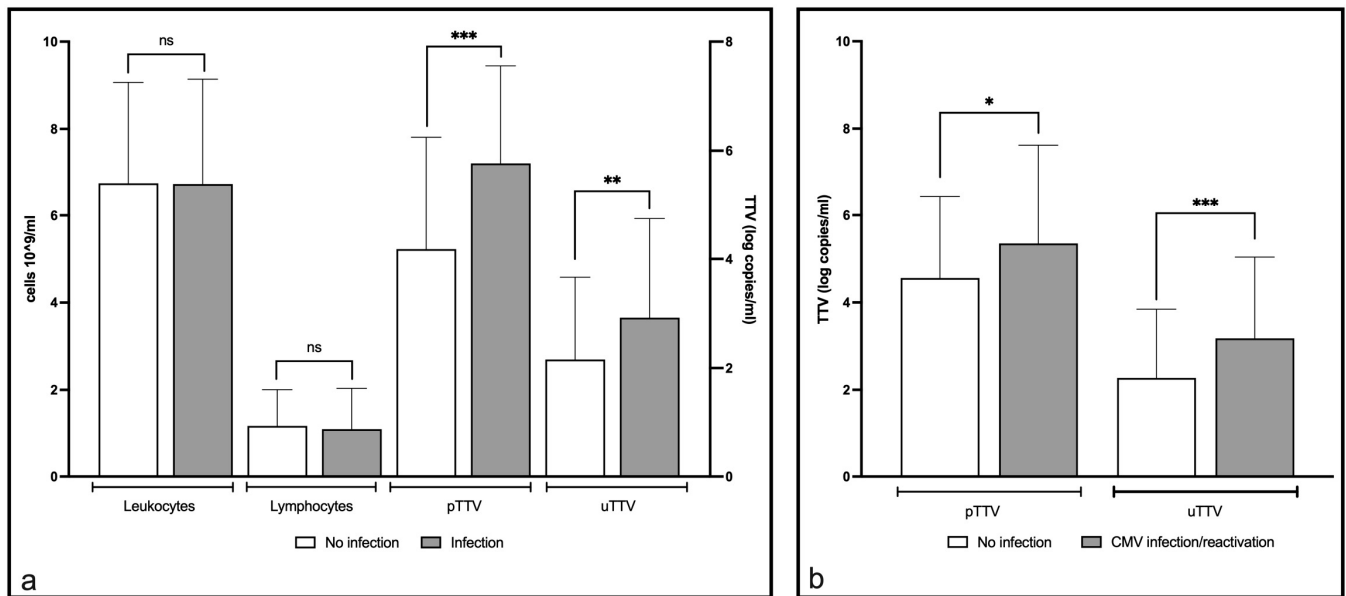 10
8
6
4
2
0
cells 10^9/ml
ns
ns
***
**
8
6
4
2
0
TTV (log copies/ml)
Leukocytes Lymphocytes pTTV uTTV
No infection Infection
a
10
8
6
4
2
0
TTV (log copies/ml)
*
***
pTTV uTTV
No infection CMV infection/reactivation
b